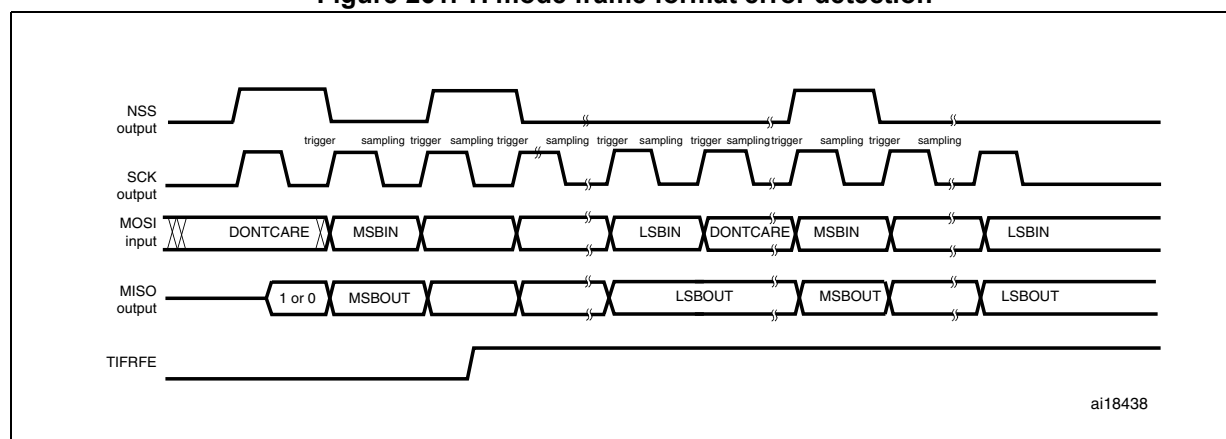 Figure TI mode frame format error detection
NSS
output
trigger sampling trigger sampling trigger sampling trigger sampling trigger sampling trigger sampling trigger sampling
SCK
output
MOSI
input
DONTCARE MSBIN LSBIN DONTCARE MSBIN LSBIN
MISO
output
1 or 0 MSBOUT LSBOUT MSBOUT LSBOUT
TIFRFE
ai18438